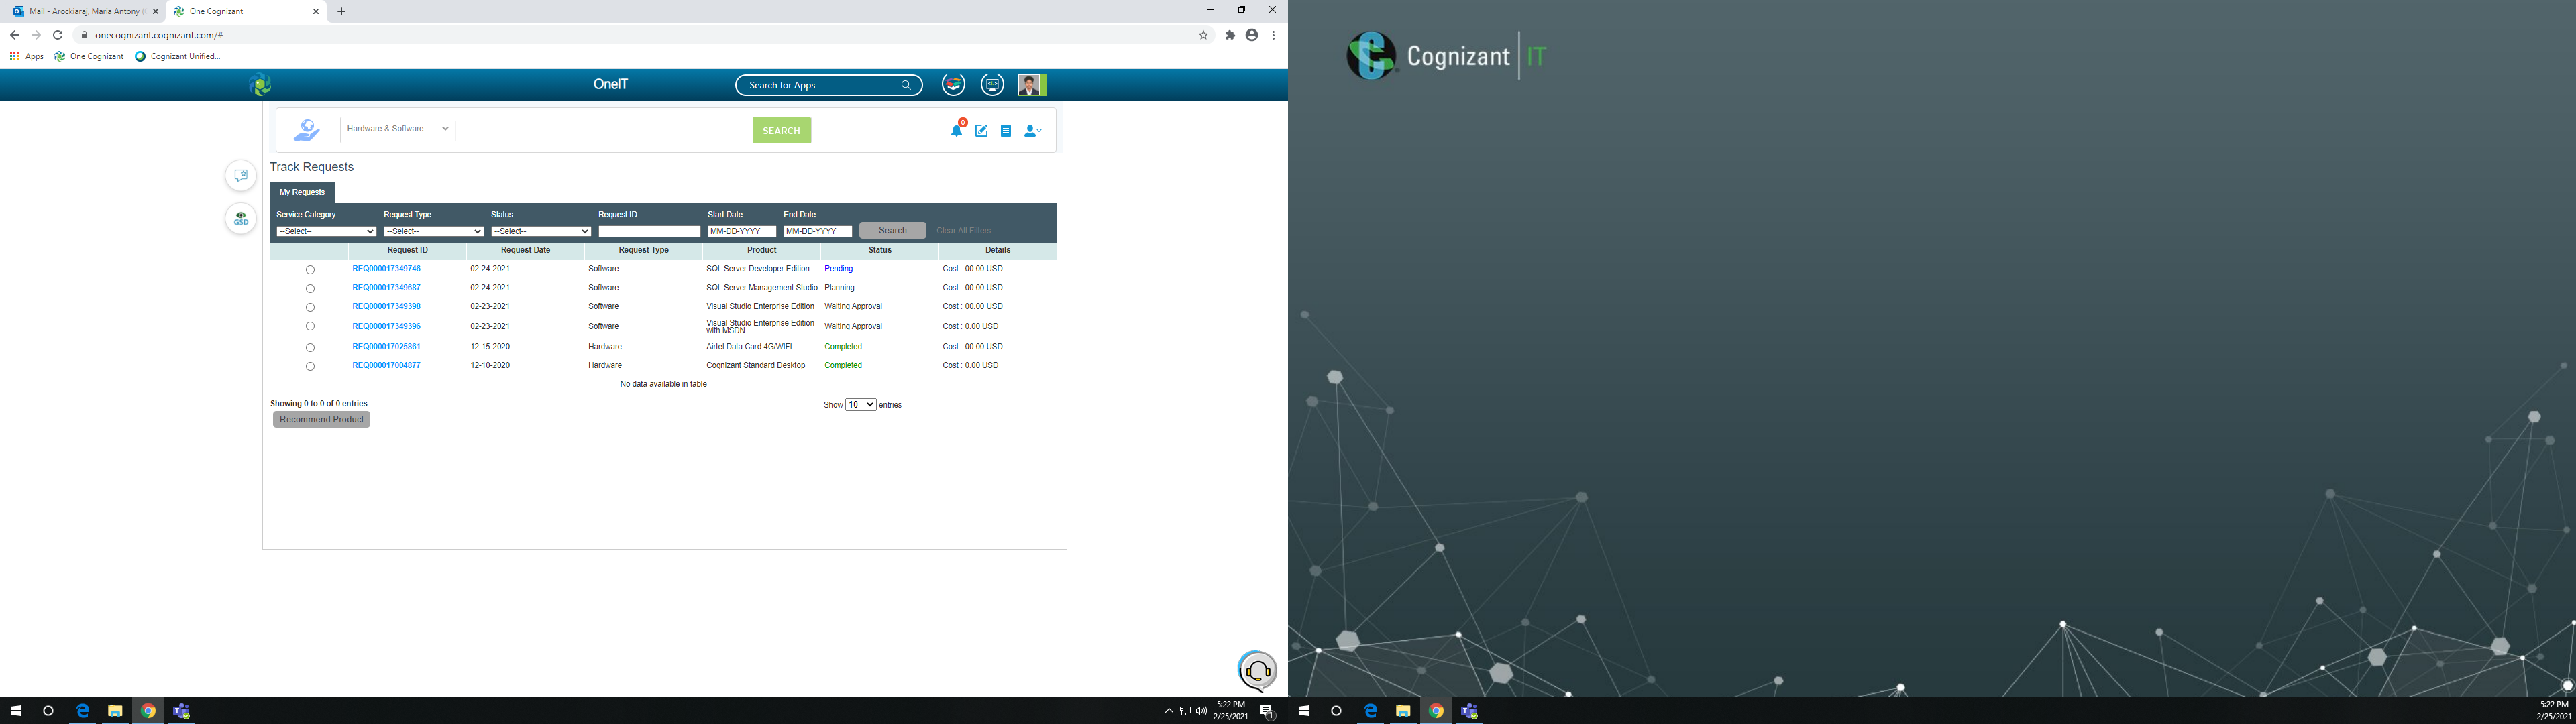 Mail - Arockiaraj, Maria Antony (
One Cognizant
onecognizant.cognizant.com/#
Apps
One Cognizant
Cognizant Unified...
OneIT
Search for Apps
Hardware & Software
SEARCH
0
Track Requests
GSD
My Requests
Service Category Request Type Status Request ID Start Date End Date
--Select-- --Select-- --Select-- MM-DD-YYYY MM-DD-YYYY Search Clear All Filters
Request ID Request Date Request Type Product Status Details
REQ000017349746 02-24-2021 Software SQL Server Developer Edition Pending Cost : 00.00 USD
REQ000017349687 02-24-2021 Software SQL Server Management Studio Planning Cost : 00.00 USD
REQ000017349398 02-23-2021 Software Visual Studio Enterprise Edition Waiting Approval Cost : 00.00 USD
REQ000017349396 02-23-2021 Software Visual Studio Enterprise Edition with MSDN Waiting Approval Cost : 0.00 USD
REQ000017025861 12-15-2020 Hardware Airtel Data Card 4G/WIFI Completed Cost : 00.00 USD
REQ000017004877 12-10-2020 Hardware Cognizant Standard Desktop Completed Cost : 0.00 USD
No data available in table
Showing 0 to 0 of 0 entries
Show 10 entries
Recommend Product
5:22 PM
2/25/2021
1
Cognizant IT
5:22 PM
2/25/2021